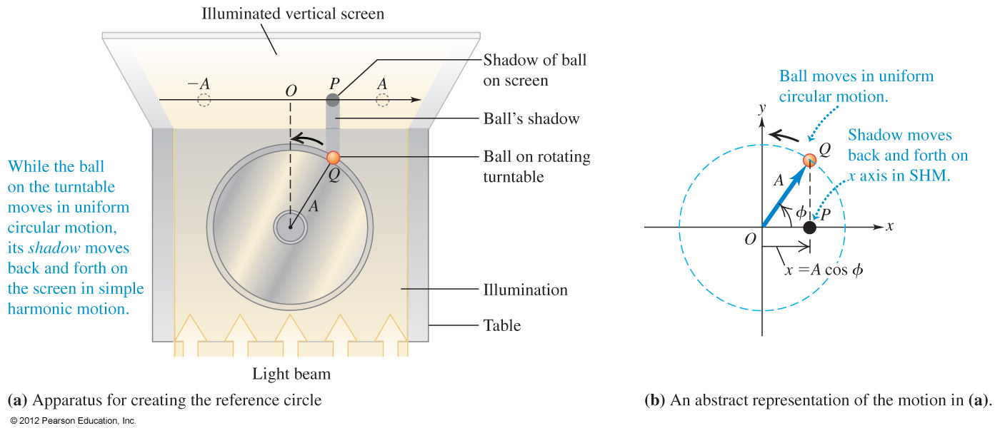 Illuminated vertical screen
Shadow of ball
on screen
−A
O
P
A
Ball's shadow
Ball on rotating
turntable
Q
A
While the ball
on the turntable
moves in uniform
circular motion,
its shadow moves
back and forth on
the screen in simple
harmonic motion.
Illumination
Table
Light beam
(a) Apparatus for creating the reference circle
© 2012 Pearson Education, Inc.
Ball moves in uniform
circular motion.
y
Shadow moves
back and forth on
x axis in SHM.
Q
A
ϕ
P
O
x
x = A cos ϕ
(b) An abstract representation of the motion in (a).